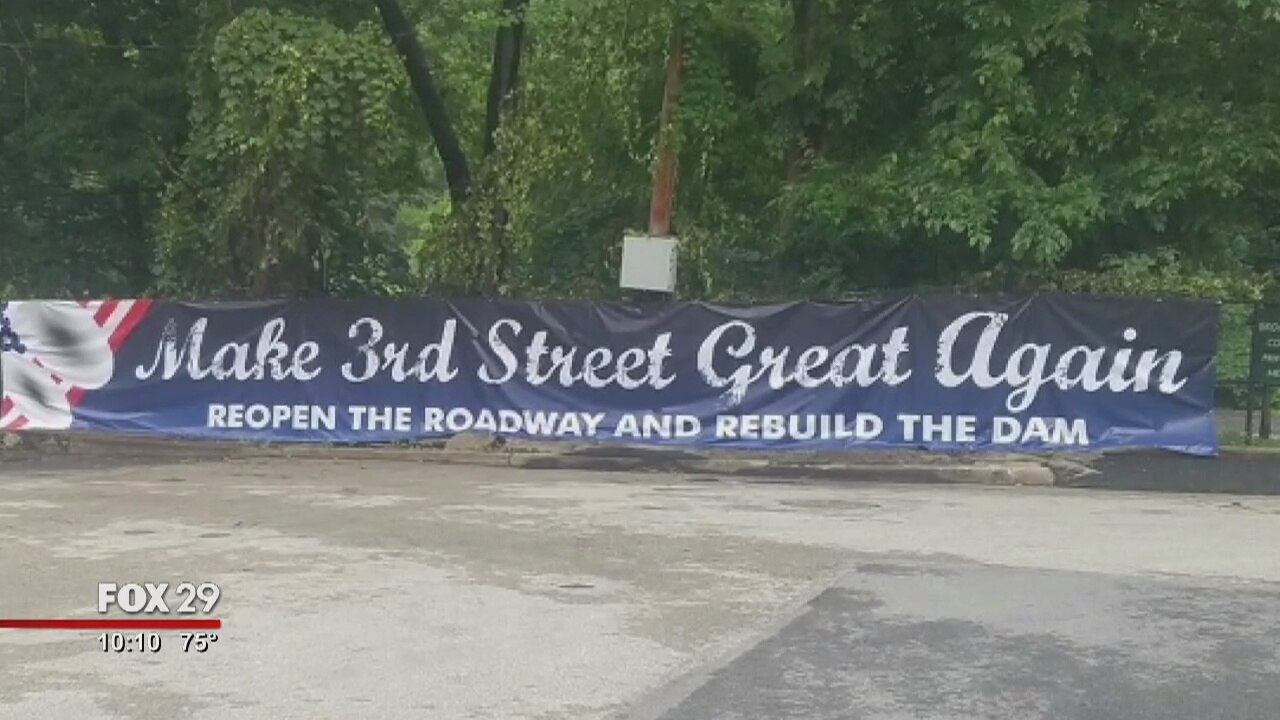 Make 3rd Street Great Again
REOPEN THE ROADWAY AND REBUILD THE DAM
FOX 29
10:10 75°